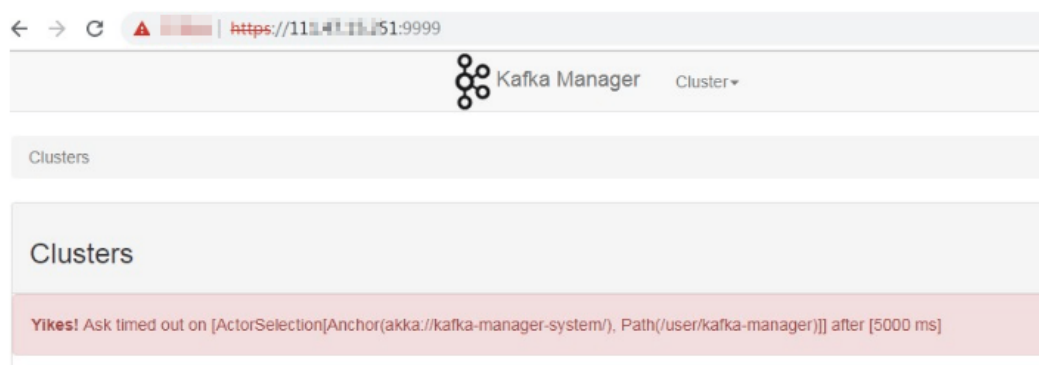 https://11
51:9999
Kafka Manager
Cluster
Clusters
Clusters
Yikes! Ask timed out on [ActorSelection[Anchor(akka://kafka-manager-system/), Path(/user/kafka-manager)]] after [5000 ms]